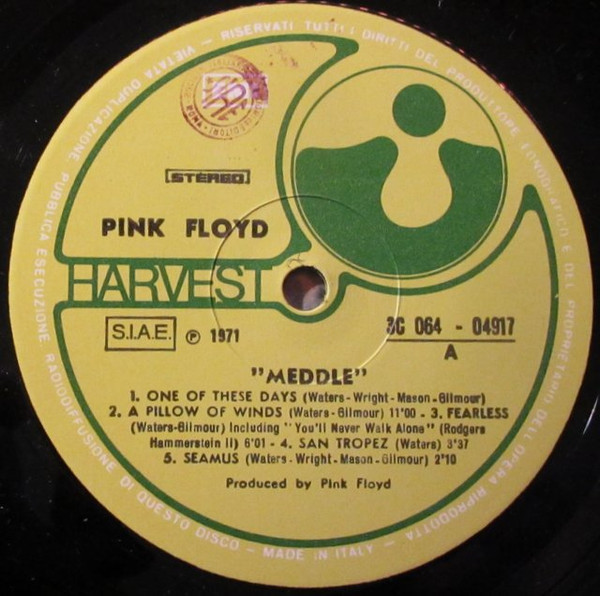 VIETATA DUPLICAZIONE PUBBLICA ESECUZIONE RADIODIFFUSIONE DI QUESTO DISCO - MADE IN ITALY - RISERVATI TUTTI I DIRITTI DEL PRODUTTORE FONOGRAFICO E DEL PROPRIETARIO DELL'OPERA RIPRODOTTA
ROMA
STEREO
PINK FLOYD
HARVEST
S.I.A.E. ℗ 1971
3C 064 - 04917
A
"MEDDLE"
1. ONE OF THESE DAYS (Waters-Wright-Mason-Gilmour)
2. A PILLOW OF WINDS (Waters-Gilmour) 11'00 - 3. FEARLESS
(Waters-Gilmour) Including "You'll Never Walk Alone" (Rodgers
Hammerstein II) 6'01 - 4. SAN TROPEZ (Waters) 3'37
5. SEAMUS (Waters-Wright-Mason-Gilmour) 2'10
Produced by Pink Floyd